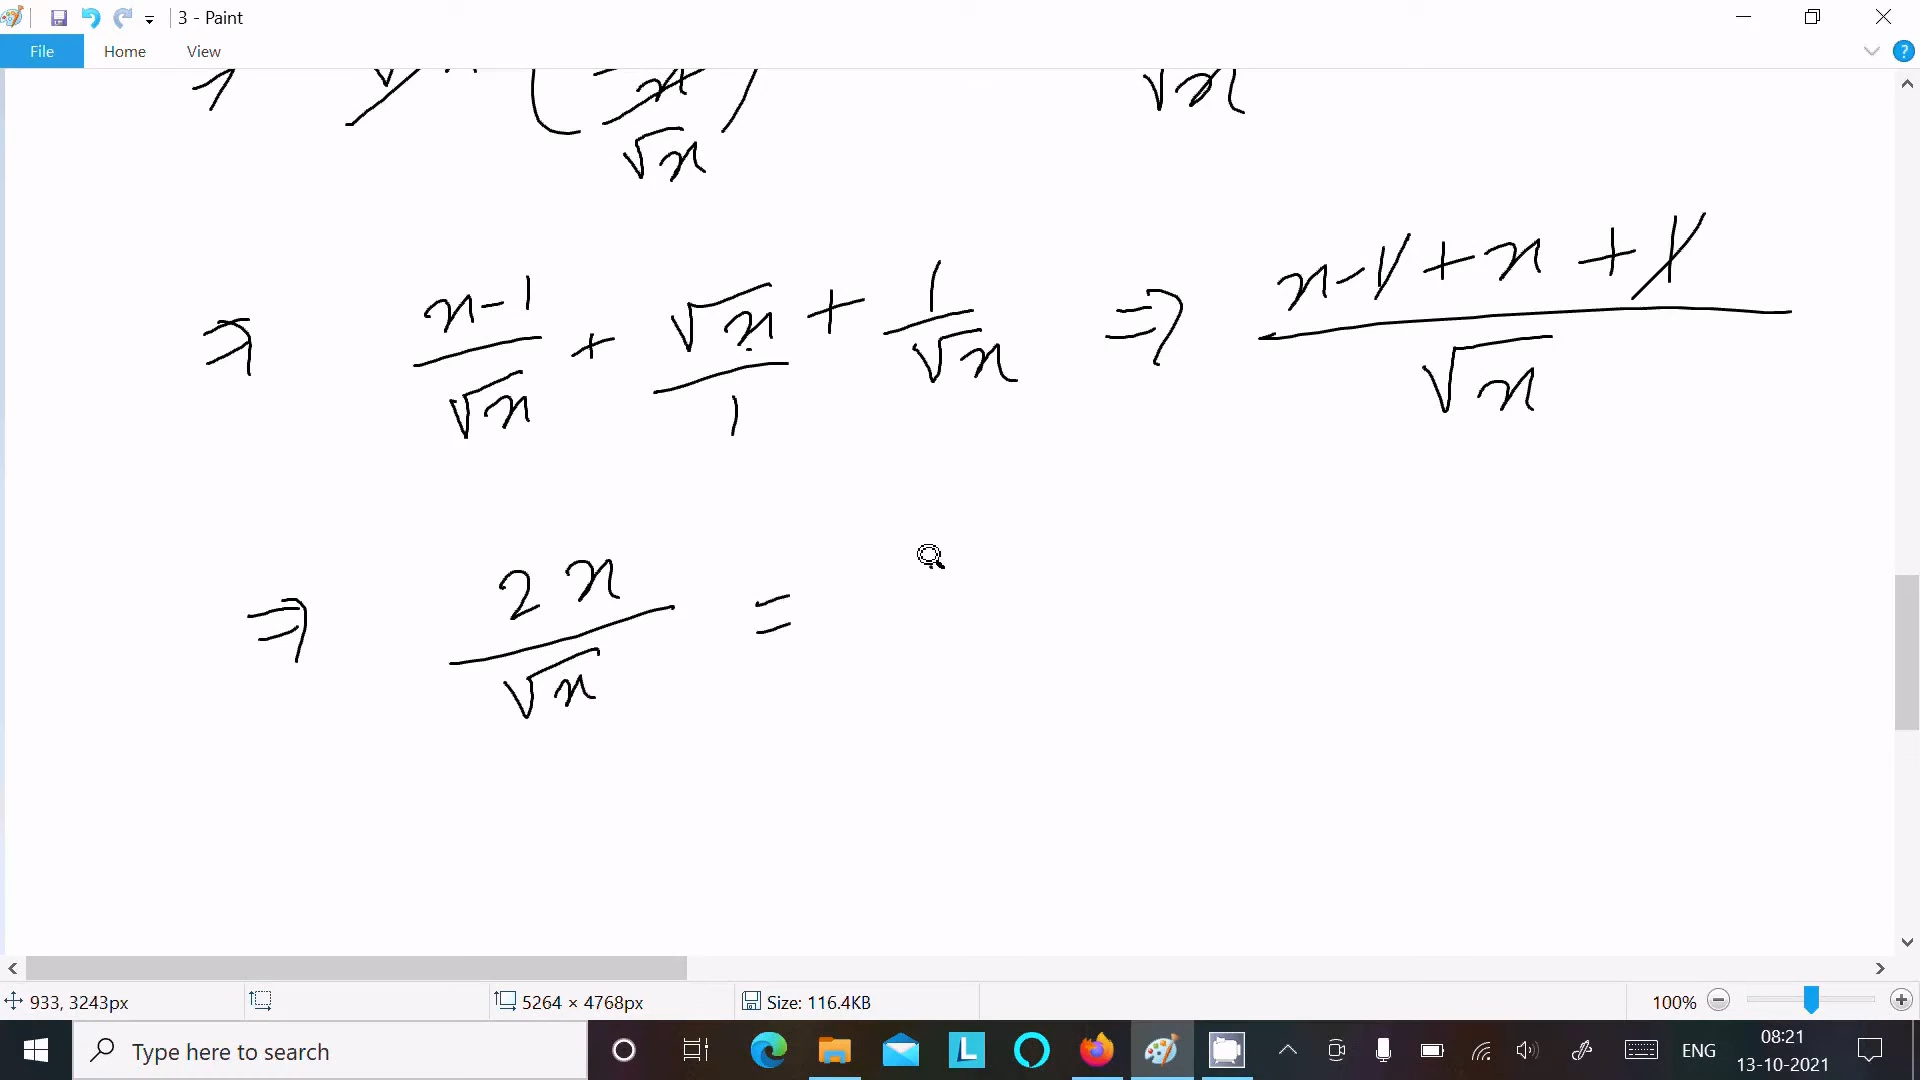 3 - Paint
File Home View
√x
√x
⇒ x-1/√x + √x/1 + 1/√x ⇒ x-1+x+1/√x
⇒ 2x/√x =
933, 3243px 5264 × 4768px Size: 116.4KB 100%
Type here to search L ENG 08:21
13-10-2021